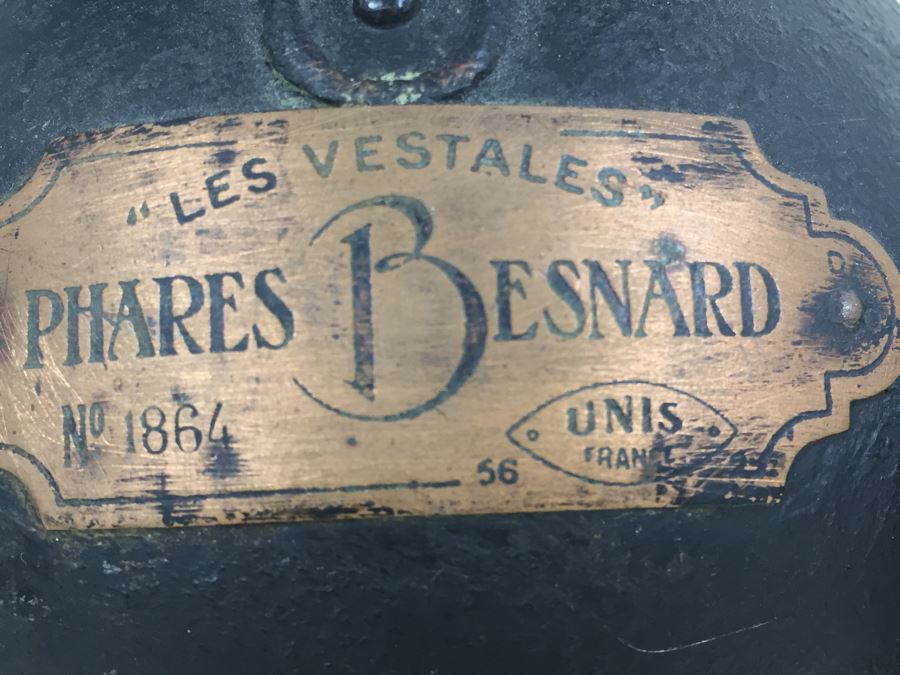 "LES VESTALES"
PHARES BESNARD
Nº 1864
56
UNIS
FRANCE